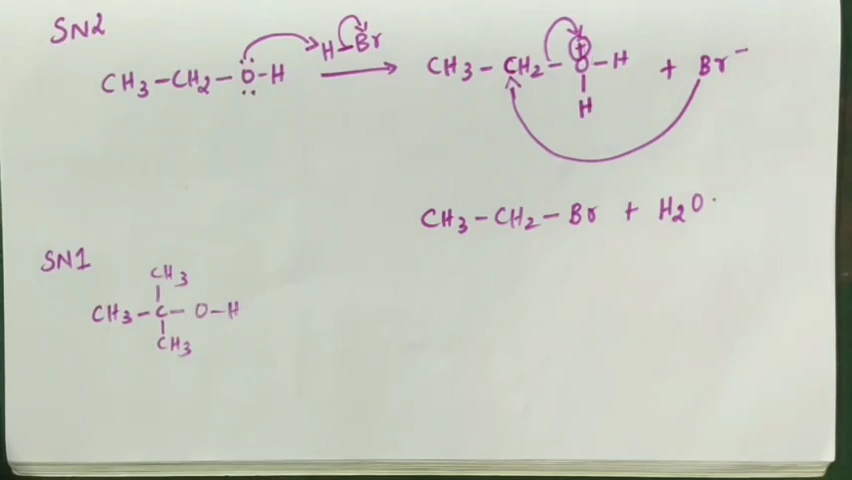 SN2
CH3-CH2-Ö-H H-Br → CH3-CH2-O-H + Br⁻
⊕
H
CH3-CH2-Br + H2O.
SN1
CH3
CH3-C-O-H
CH3